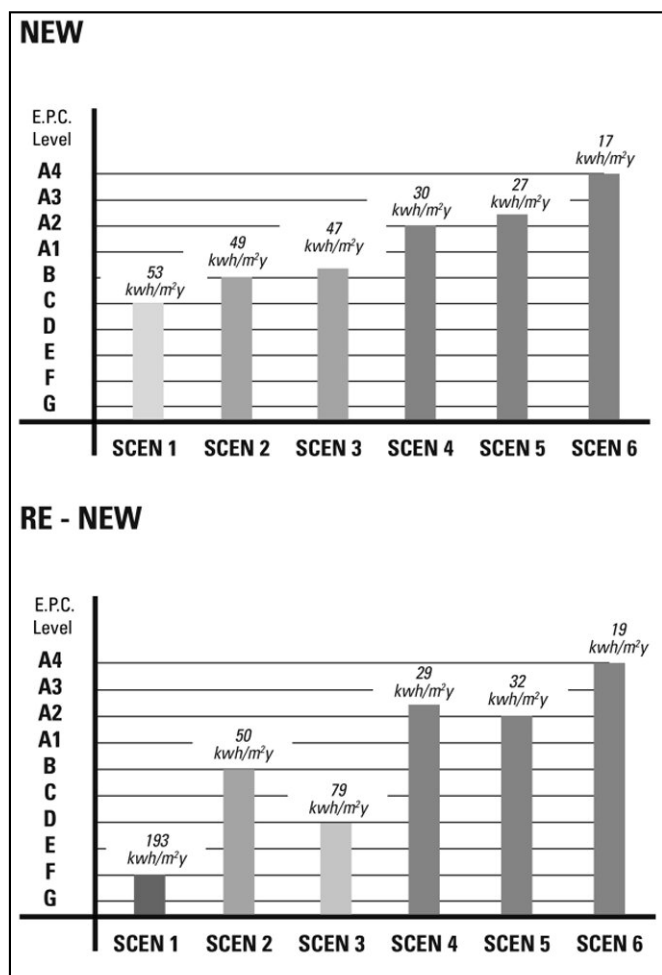 NEW
E.P.C.
Level
A4
A3
A2
A1
B
C
D
E
F
G
53
kwh/m²y
49
kwh/m²y
47
kwh/m²y
30
kwh/m²y
27
kwh/m²y
17
kwh/m²y
SCEN 1 SCEN 2 SCEN 3 SCEN 4 SCEN 5 SCEN 6
RE - NEW
E.P.C.
Level
A4
A3
A2
A1
B
C
D
E
F
G
193
kwh/m²y
50
kwh/m²y
79
kwh/m²y
29
kwh/m²y
32
kwh/m²y
19
kwh/m²y
SCEN 1 SCEN 2 SCEN 3 SCEN 4 SCEN 5 SCEN 6